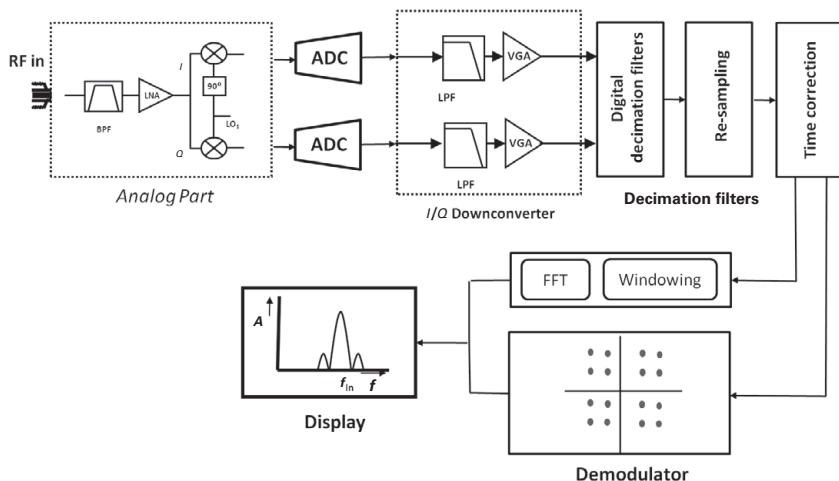 RF in
BPF
LNA
I
90°
LO1
Q
Analog Part
ADC
ADC
LPF
VGA
LPF
VGA
I/Q Downconverter
Digital decimation filters
Re-sampling
Time correction
Decimation filters
FFT
Windowing
A
fIn
f
Display
Demodulator